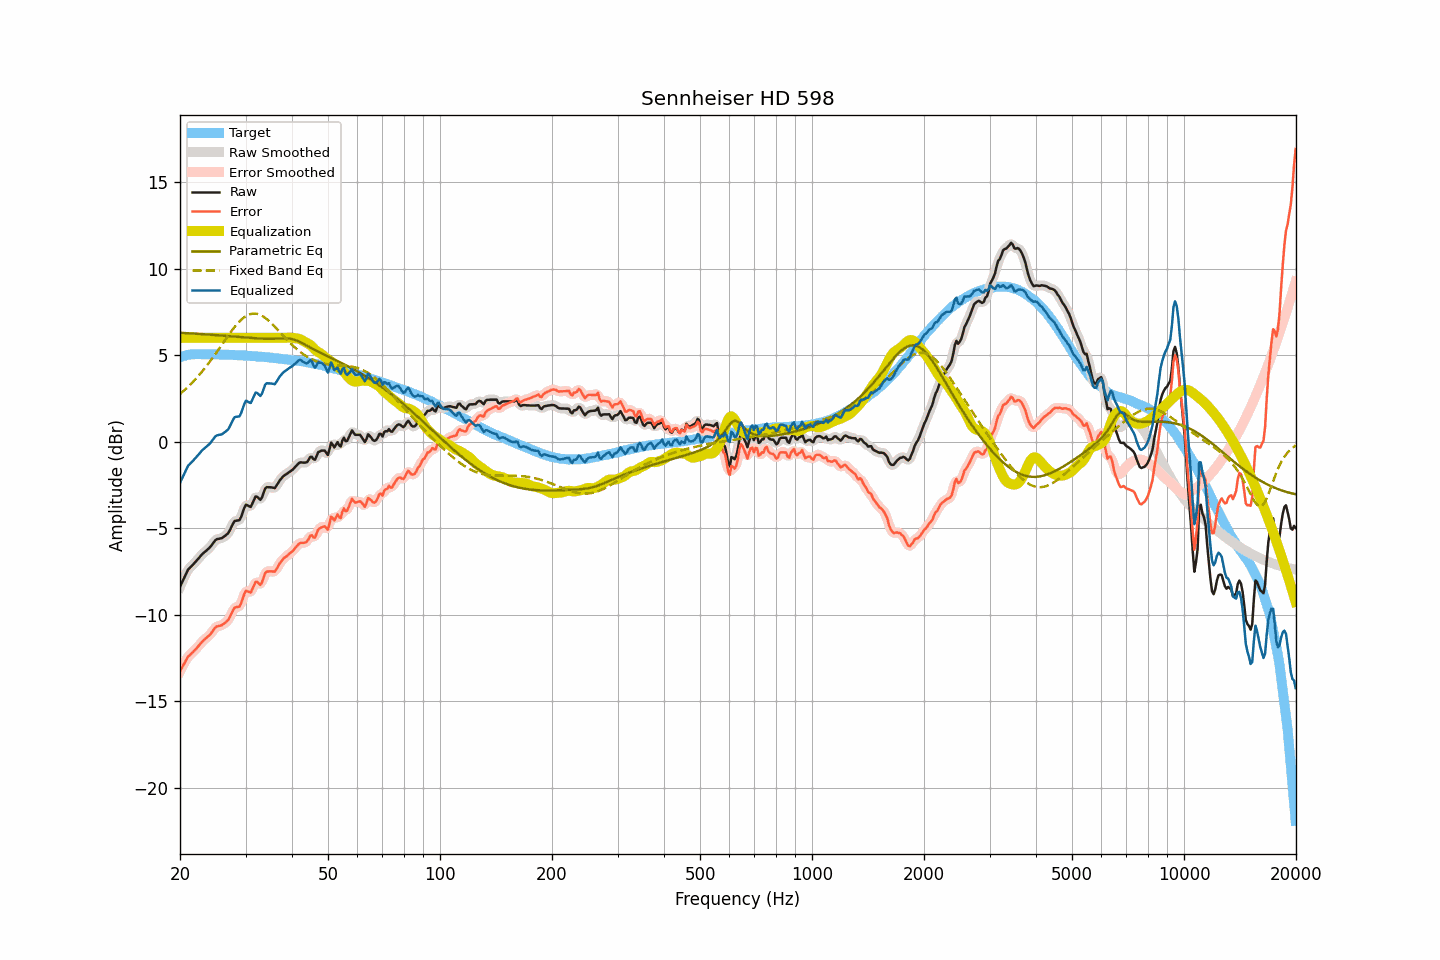 Sennheiser HD 598
Target
Raw Smoothed
Error Smoothed
Raw
Error
Equalization
Parametric Eq
Fixed Band Eq
Equalized
15
10
5
0
−5
−10
−15
−20
Amplitude (dBr)
20 50 100 200 500 1000 2000 5000 10000 20000
Frequency (Hz)